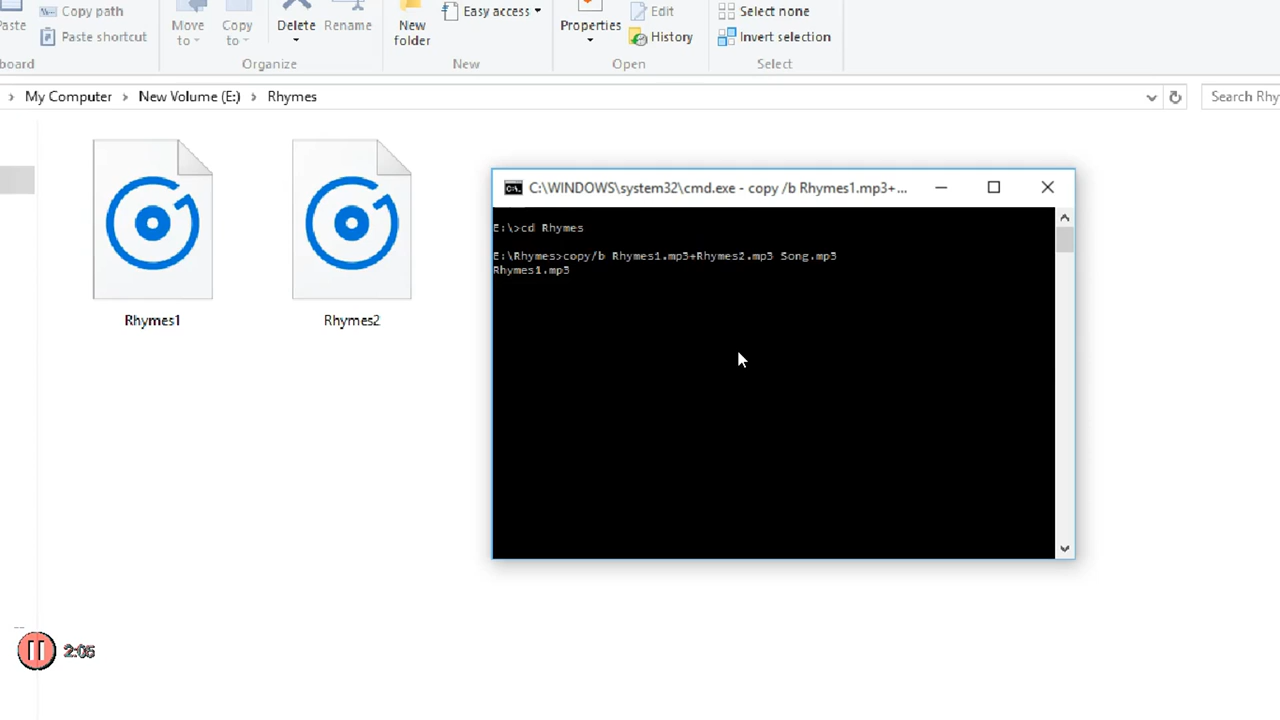 Paste
Copy path
Paste shortcut
Move to
Copy to
Delete
Rename
New folder
Easy access
Properties
Edit
History
Select none
Invert selection
board
Organize
New
Open
Select
My Computer
New Volume (E:)
Rhymes
Search Rhy
Rhymes1
Rhymes2
C:\WINDOWS\system32\cmd.exe - copy /b Rhymes1.mp3+...
E:\>cd Rhymes
E:\Rhymes>copy/b Rhymes1.mp3+Rhymes2.mp3 Song.mp3
Rhymes1.mp3
2:05